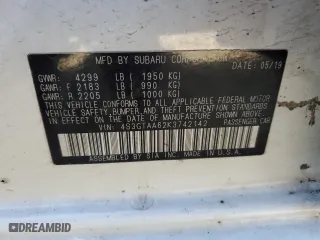 MFD BY SUBARU CORPORATION DATE: 05/19
GVWR: 4299 LB ( 1950 KG)
GAWR: F 2183 LB ( 990 KG)
GAWR: R 2205 LB ( 1000 KG)
THIS VEHICLE CONFORMS TO ALL APPLICABLE FEDERAL MOTOR
VEHICLE SAFETY, BUMPER, AND THEFT PREVENTION STANDARDS
IN EFFECT ON THE DATE OF MANUFACTURE SHOWN ABOVE.
VIN: 4S3GTAA62K3742142 PASSENGER CAR
ASSEMBLED BY SIA INC. MADE IN U.S.A.